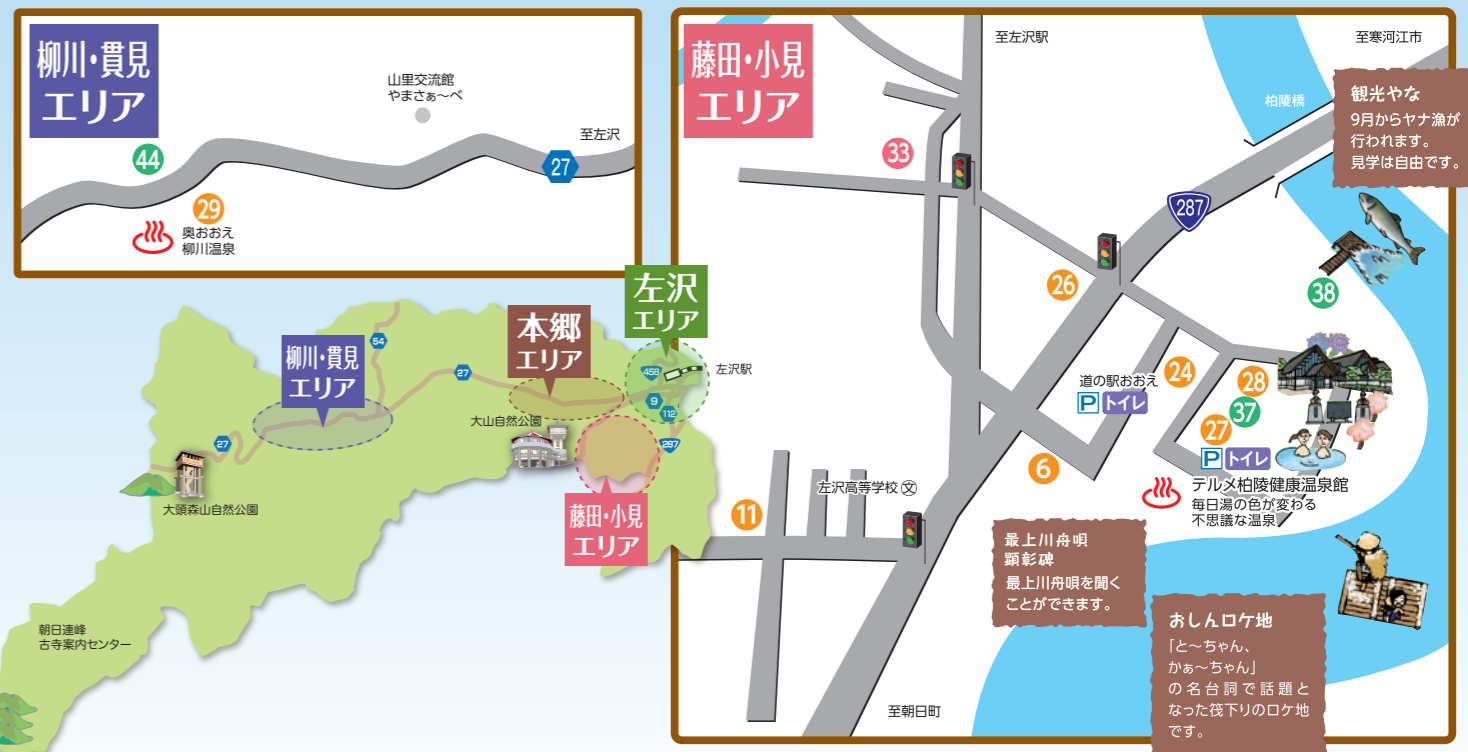 柳川・貫見
エリア
山里交流館
やまさぁ〜べ
至左沢
44
27
29
奥おおえ
柳川温泉
藤田・小見
エリア
至左沢駅
至寒河江市
柏陵橋
観光やな
9月からヤナ漁が
行われます。
見学は自由です。
33
287
26
38
道の駅おおえ
P トイレ
24
28
37
27
P トイレ
6
テルメ柏陵健康温泉館
毎日湯の色が変わる
不思議な温泉
左沢高等学校 文
11
最上川舟唄
顕彰碑
最上川舟唄を聞く
ことができます。
おしんロケ地
「と〜ちゃん、
かぁ〜ちゃん」
の名台詞で話題と
なった筏下りのロケ地
です。
至朝日町
左沢
エリア
本郷
エリア
柳川・貫見
エリア
54
27
458
左沢駅
9
112
大山自然公園
287
27
大頭森山自然公園
藤田・小見
エリア
朝日連峰
古寺案内センター